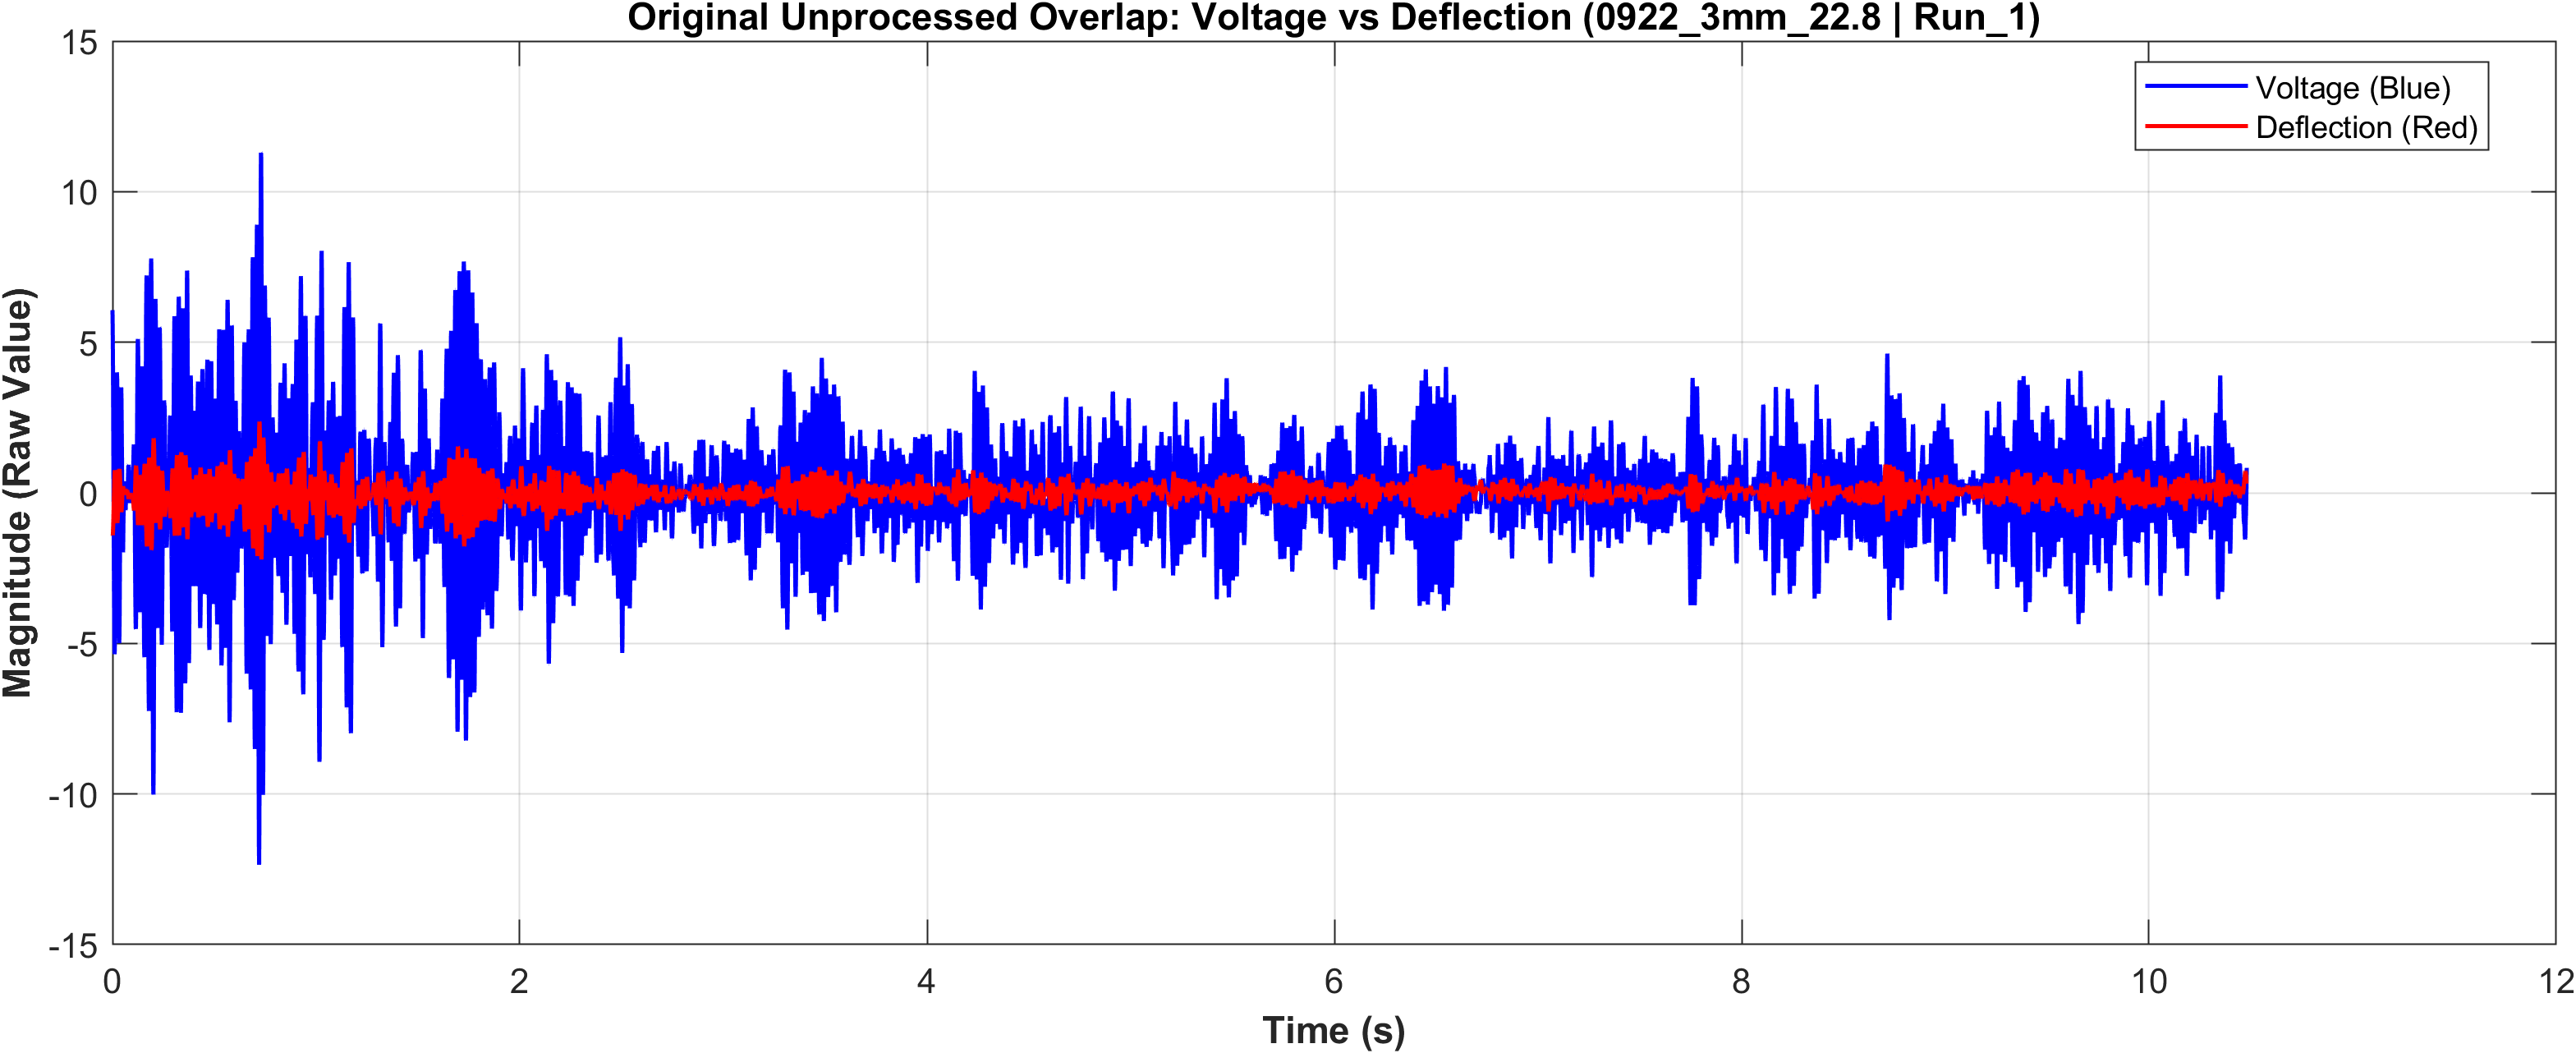 Original Unprocessed Overlap: Voltage vs Deflection (0922_3mm_22.8 | Run_1)
Voltage (Blue)
Deflection (Red)
Magnitude (Raw Value)
15
10
5
0
-5
-10
-15
0 2 4 6 8 10 12
Time (s)